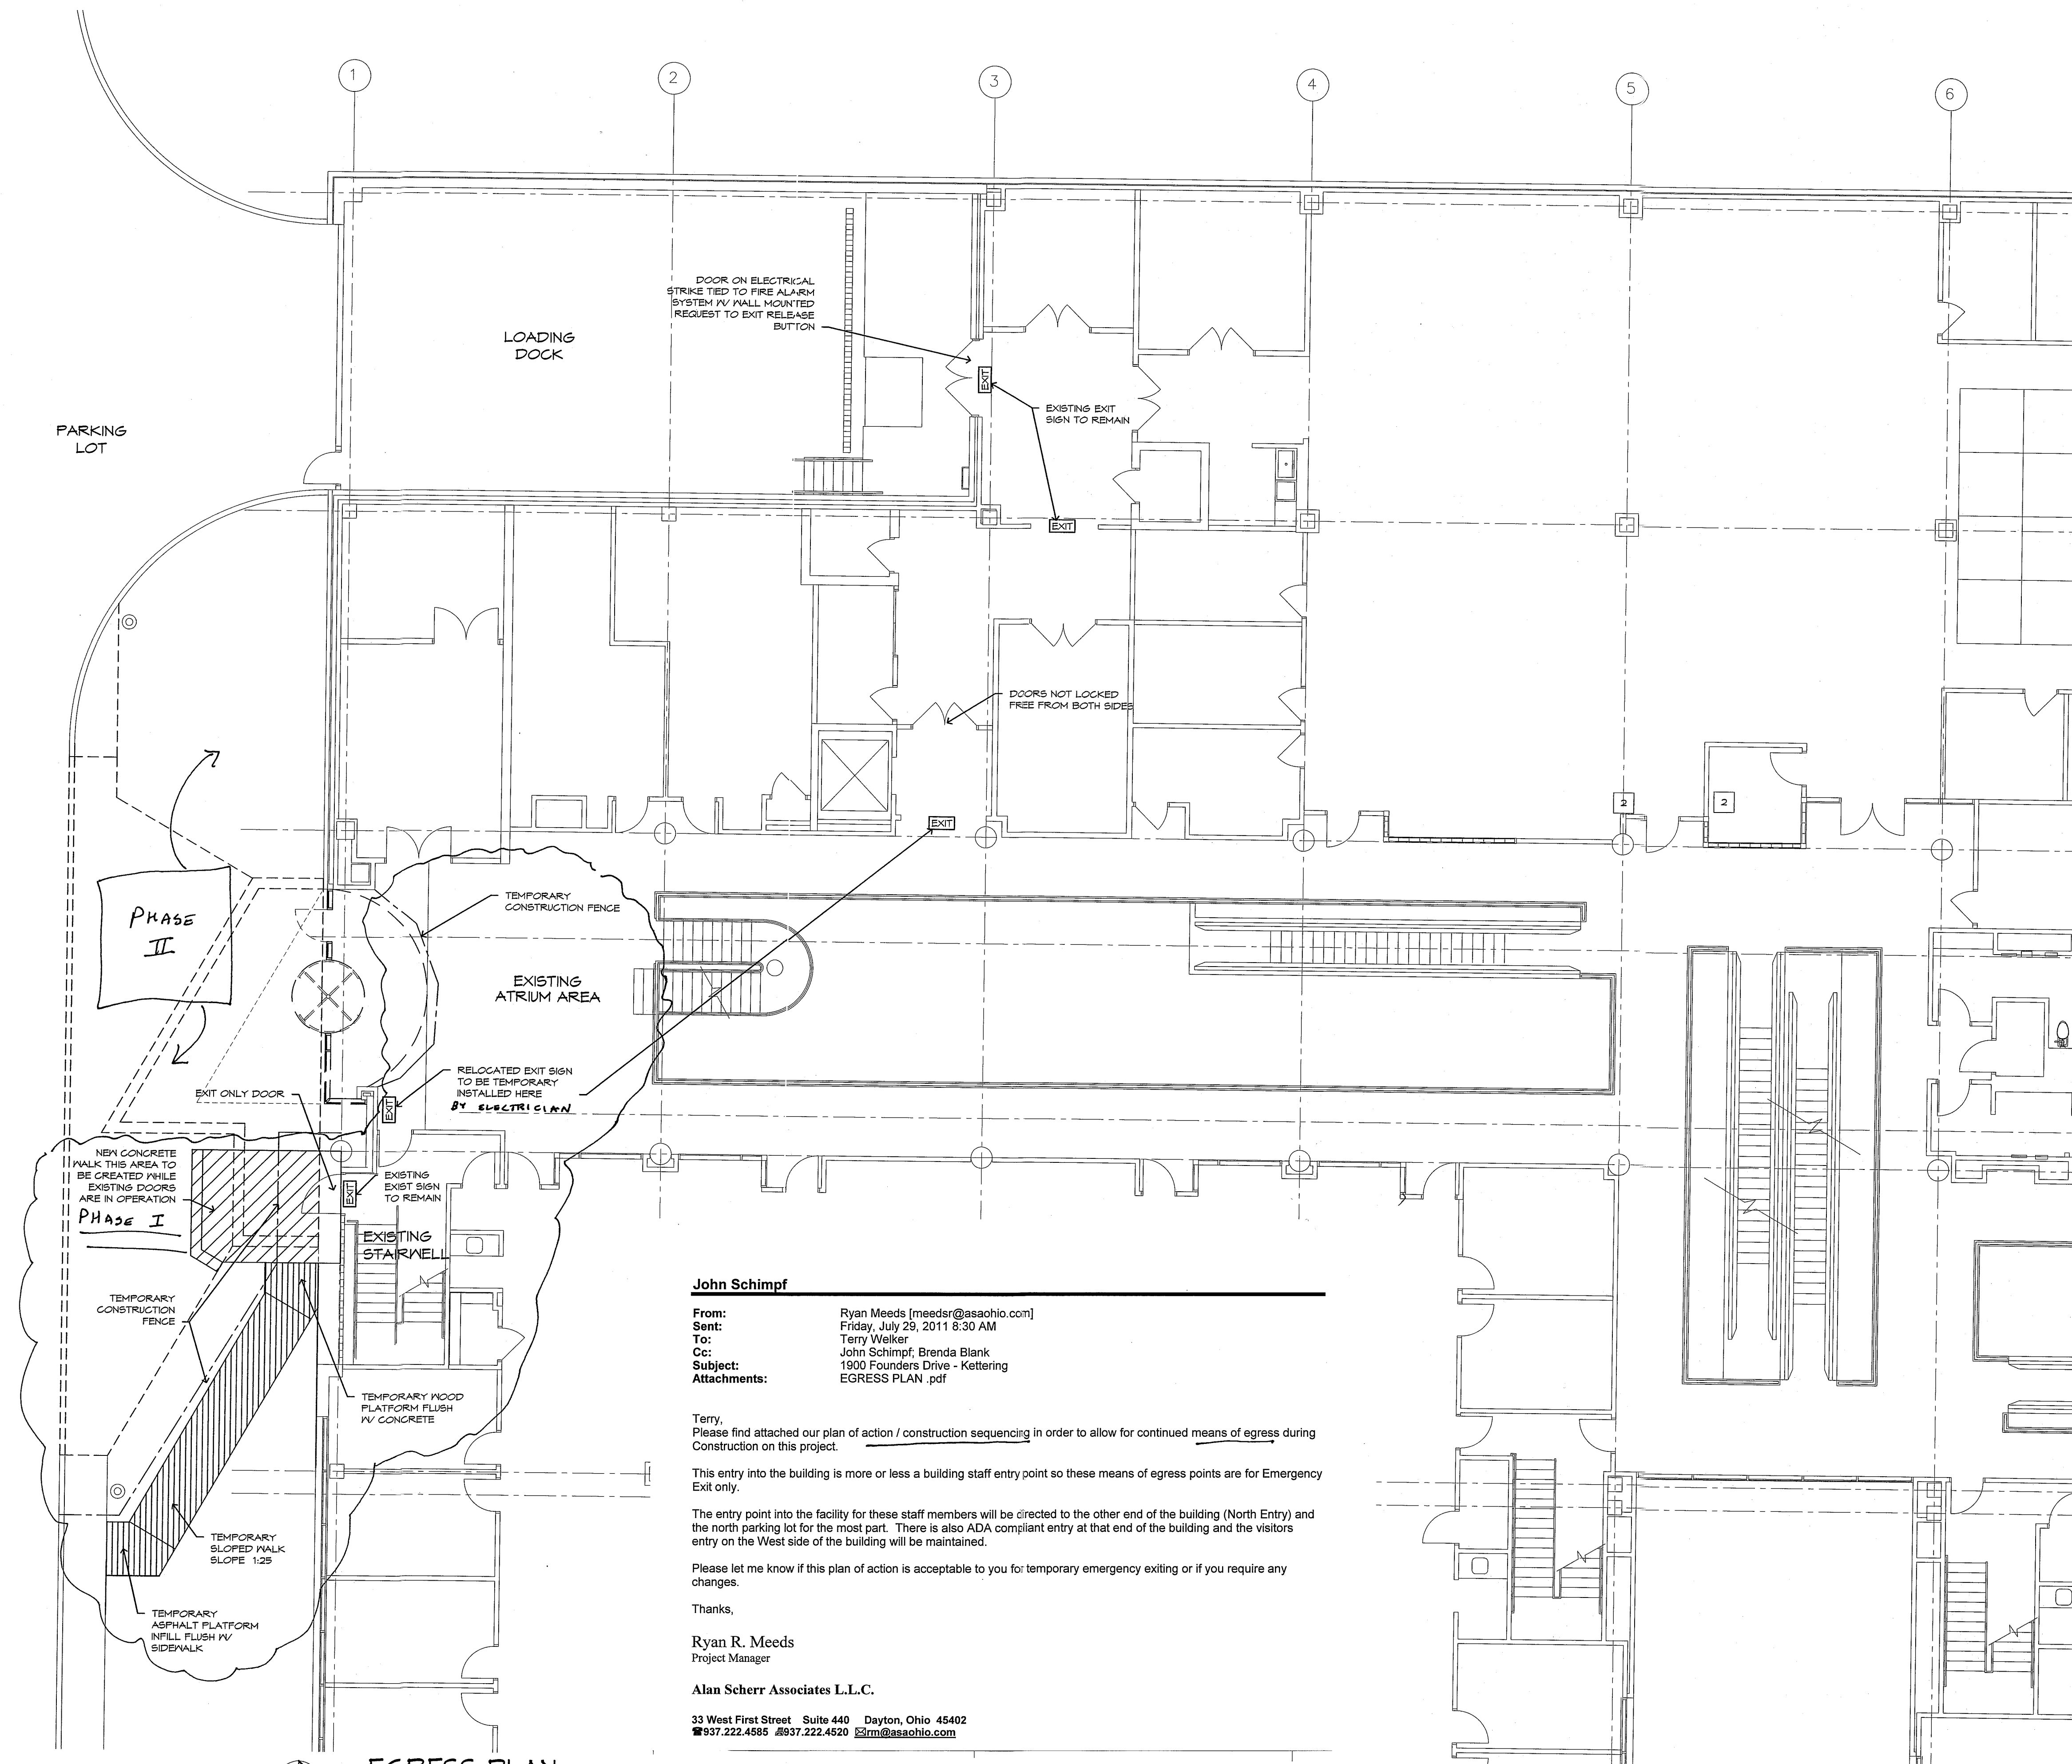 1
2
3
4
5
6
DOOR ON ELECTRICAL
STRIKE TIED TO FIRE ALARM
SYSTEM W/ WALL MOUNTED
REQUEST TO EXIT RELEASE
BUTTON
LOADING
DOCK
EXIT
EXISTING EXIT
SIGN TO REMAIN
PARKING
LOT
EXIT
DOORS NOT LOCKED
FREE FROM BOTH SIDES
2
2
EXIT
TEMPORARY
CONSTRUCTION FENCE
PHASE
II
EXISTING
ATRIUM AREA
RELOCATED EXIT SIGN
TO BE TEMPORARY
INSTALLED HERE
BY ELECTRICIAN
EXIT ONLY DOOR
EXIT
NEW CONCRETE
WALK THIS AREA TO
BE CREATED WHILE
EXISTING DOORS
ARE IN OPERATION
PHASE I
EXISTING
EXIST SIGN
TO REMAIN
EXIT
EXISTING
STAIRWELL
TEMPORARY
CONSTRUCTION
FENCE
TEMPORARY WOOD
PLATFORM FLUSH
W/ CONCRETE
TEMPORARY
SLOPED WALK
SLOPE 1:25
TEMPORARY
ASPHALT PLATFORM
INFILL FLUSH W/
SIDEWALK
John Schimpf
From: Ryan Meeds [meedsr@asaohio.com]
Sent: Friday, July 29, 2011 8:30 AM
To: Terry Welker
Cc: John Schimpf; Brenda Blank
Subject: 1900 Founders Drive - Kettering
Attachments: EGRESS PLAN .pdf
Terry,
Please find attached our plan of action / construction sequencing in order to allow for continued means of egress during
Construction on this project.
This entry into the building is more or less a building staff entry point so these means of egress points are for Emergency
Exit only.
The entry point into the facility for these staff members will be directed to the other end of the building (North Entry) and
the north parking lot for the most part. There is also ADA compliant entry at that end of the building and the visitors
entry on the West side of the building will be maintained.
Please let me know if this plan of action is acceptable to you for temporary emergency exiting or if you require any
changes.
Thanks,
Ryan R. Meeds
Project Manager
Alan Scherr Associates L.L.C.
33 West First Street Suite 440 Dayton, Ohio 45402
☎937.222.4585 📠937.222.4520 ✉rm@asaohio.com
EGRESS PLAN